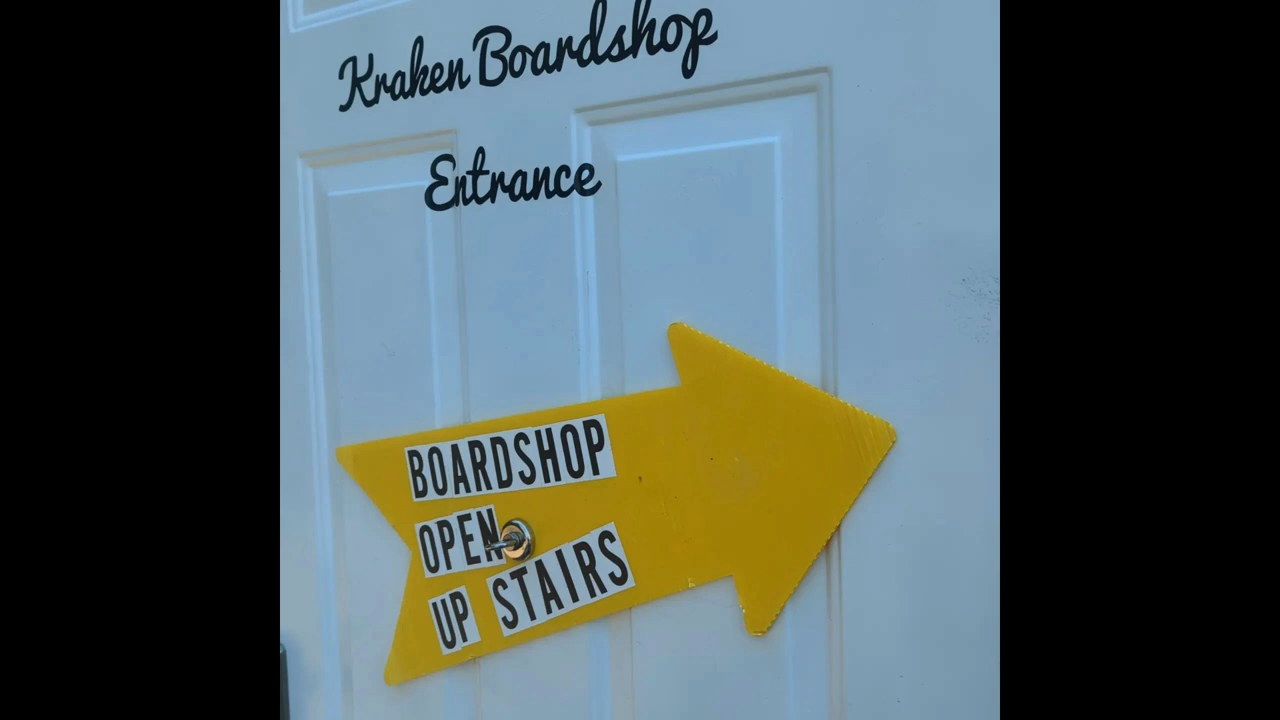 Kraken Boardshop
Entrance
BOARDSHOP
OPEN
UP STAIRS